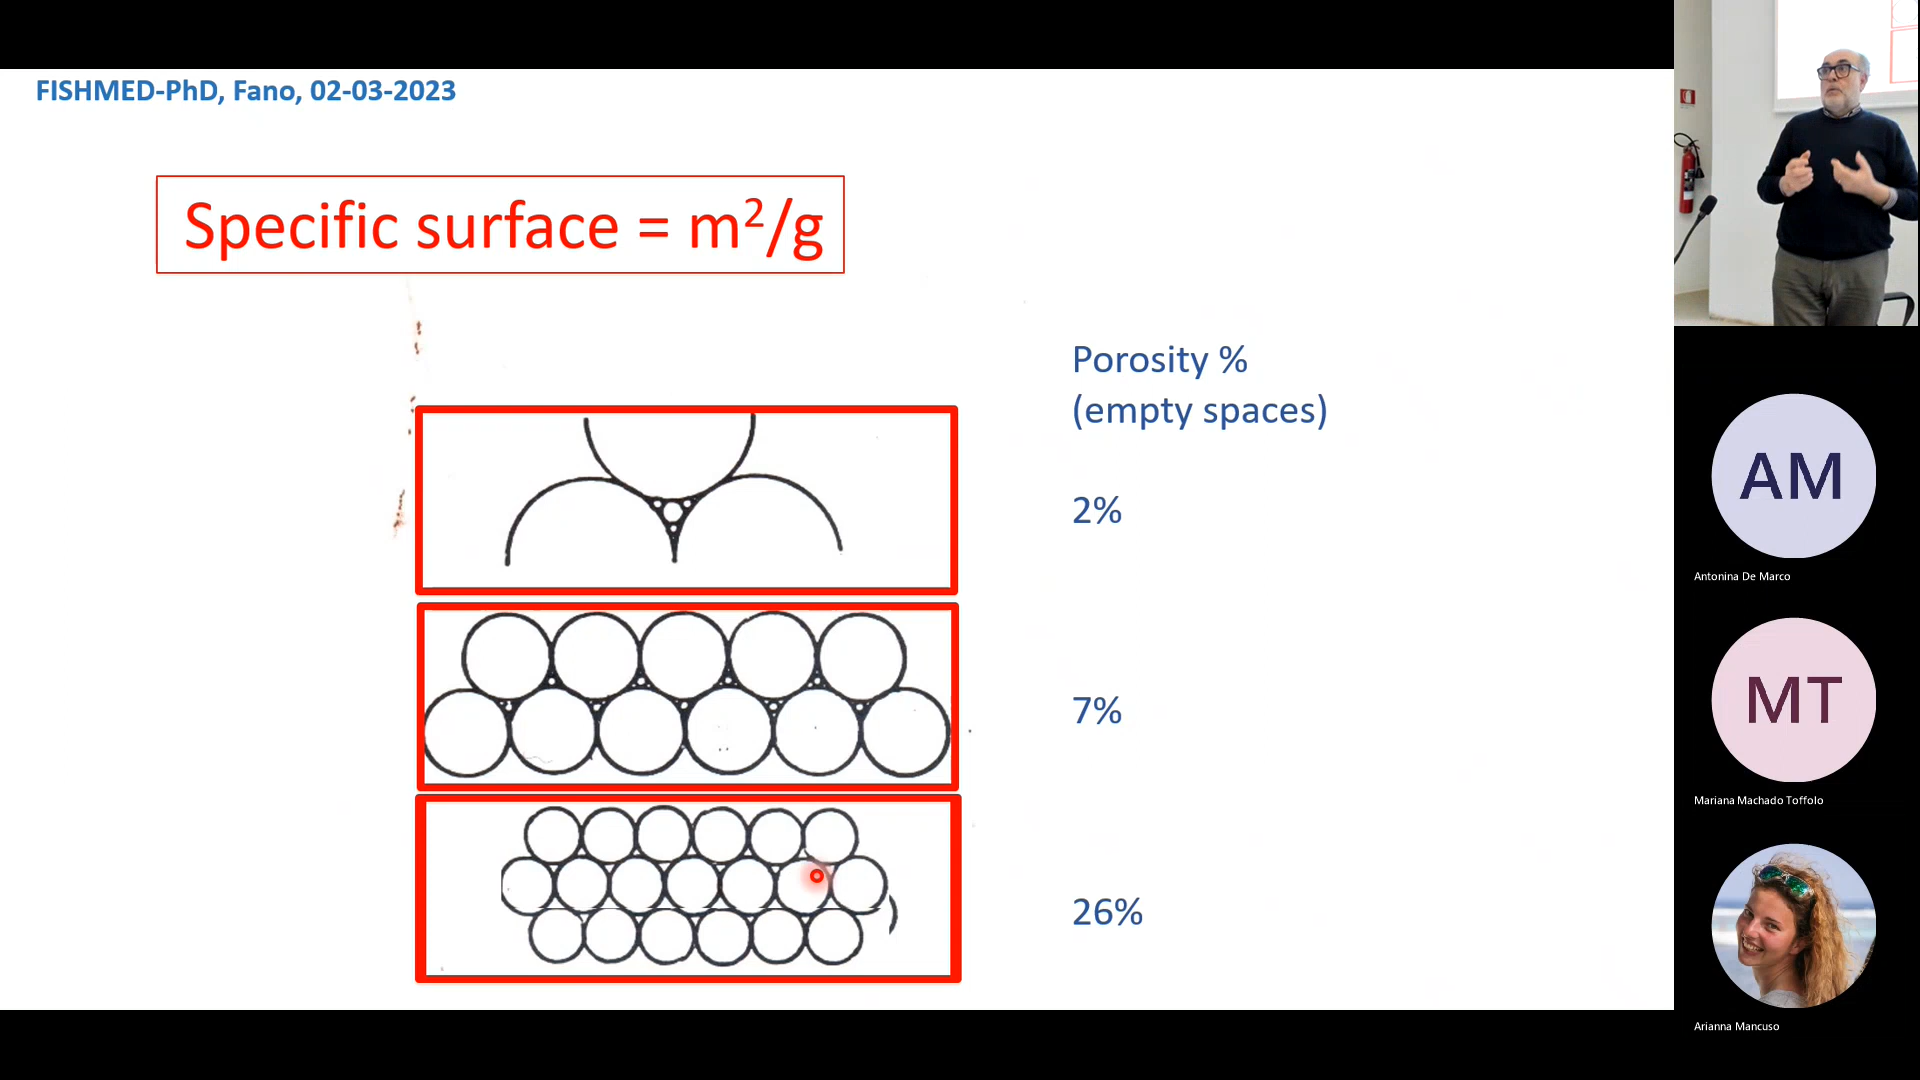 FISHMED-PhD, Fano, 02-03-2023
Specific surface = m²/g
Porosity %
(empty spaces)
2%
7%
26%
AM
Antonina De Marco
MT
Mariana Machado Toffolo
Arianna Mancuso